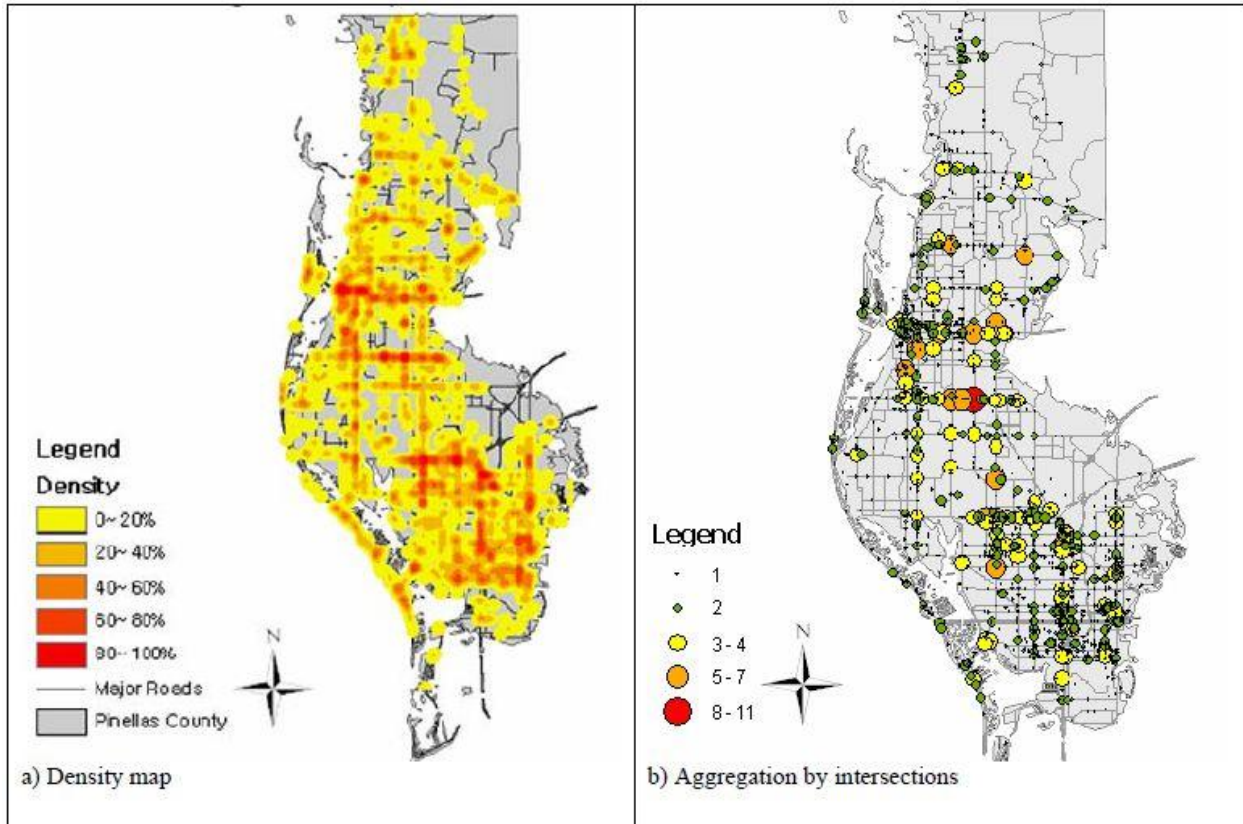 Legend
Density
0~20%
20~40%
40~60%
60~80%
80~100%
Major Roads
Pinellas County
N
a) Density map
Legend
1
2
3 - 4
5 - 7
8 - 11
N
b) Aggregation by intersections